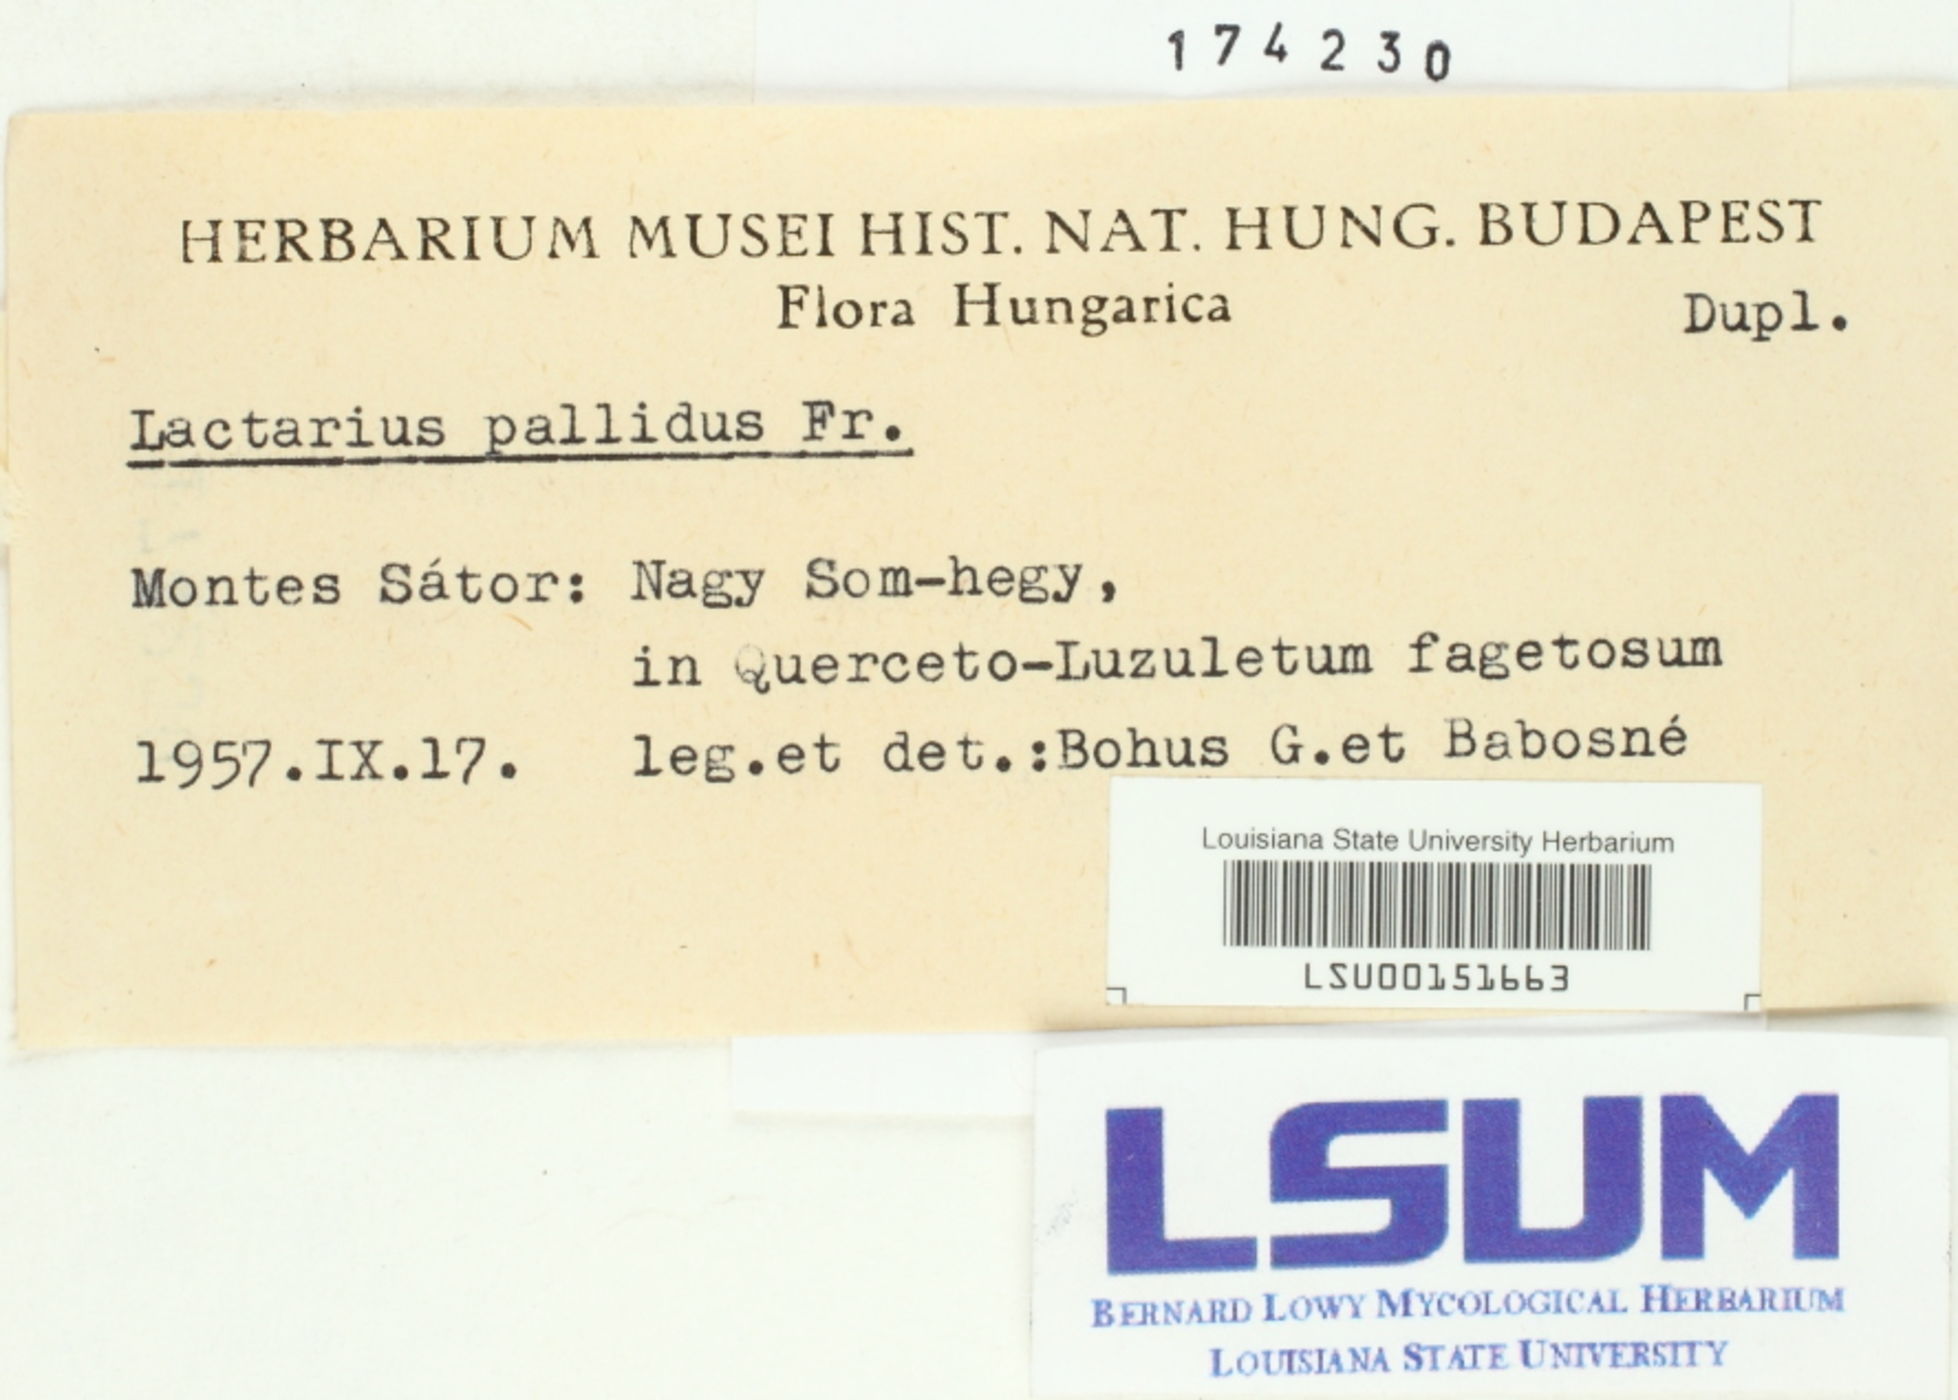 174230
HERBARIUM MUSEI HIST. NAT. HUNG. BUDAPEST
Flora Hungarica
Dupl.
Lactarius pallidus Fr.
Montes Sátor: Nagy Som-hegy,
in Querceto-Luzuletum fagetosum
1957.IX.17. leg.et det.:Bohus G.et Babosné
Louisiana State University Herbarium
LSU00151663
LSUM
BERNARD LOWY MYCOLOGICAL HERBARIUM
LOUISIANA STATE UNIVERSITY